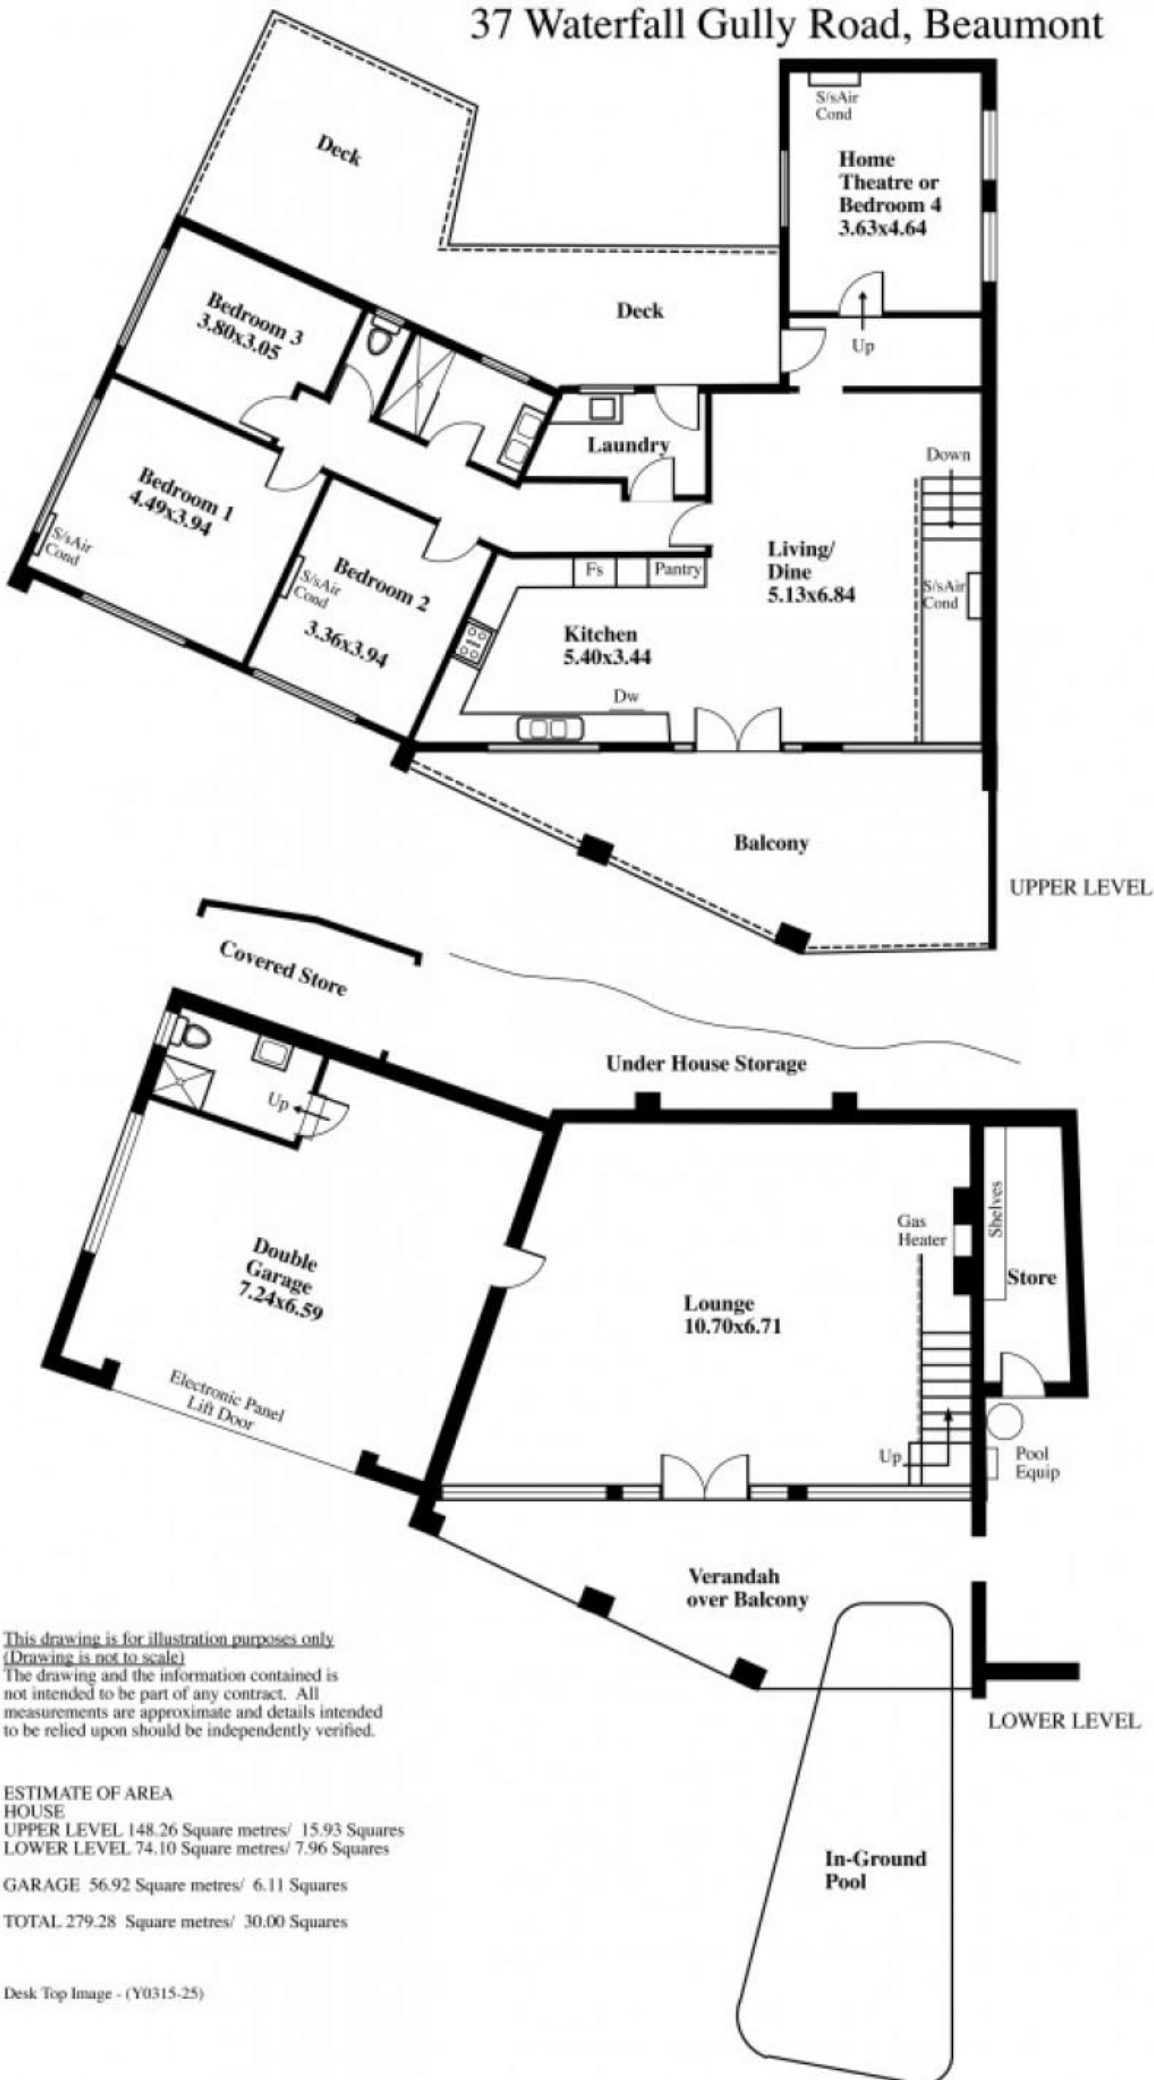 37 Waterfall Gully Road, Beaumont
S/sAir
Cond
Home
Theatre or
Bedroom 4
3.63x4.64
Up
Deck
Deck
Bedroom 3
3.80x3.05
Laundry
Down
Bedroom 1
4.49x3.94
S/sAir
Cond
Bedroom 2
3.36x3.94
S/sAir
Cond
Fs
Pantry
Living/
Dine
5.13x6.84
S/sAir
Cond
Kitchen
5.40x3.44
Dw
Balcony
UPPER LEVEL
Covered Store
Under House Storage
Up
Double
Garage
7.24x6.59
Electronic Panel
Lift Door
Gas
Heater
Shelves
Store
Lounge
10.70x6.71
Up
Pool
Equip
Verandah
over Balcony
LOWER LEVEL
In-Ground
Pool
This drawing is for illustration purposes only
(Drawing is not to scale)
The drawing and the information contained is
not intended to be part of any contract. All
measurements are approximate and details intended
to be relied upon should be independently verified.
ESTIMATE OF AREA
HOUSE
UPPER LEVEL 148.26 Square metres/ 15.93 Squares
LOWER LEVEL 74.10 Square metres/ 7.96 Squares
GARAGE 56.92 Square metres/ 6.11 Squares
TOTAL 279.28 Square metres/ 30.00 Squares
Desk Top Image - (Y0315-25)